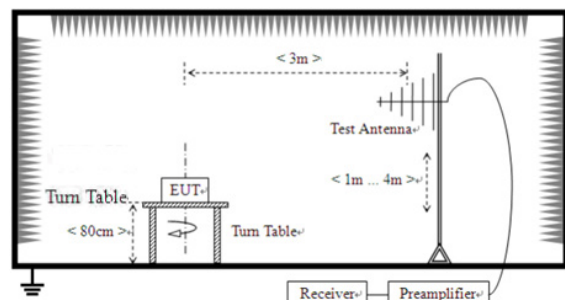 < 3m >
Test Antenna
< 1m ... 4m >
EUT
Turn Table
< 80cm >
Turn Table
Receiver
Preamplifier